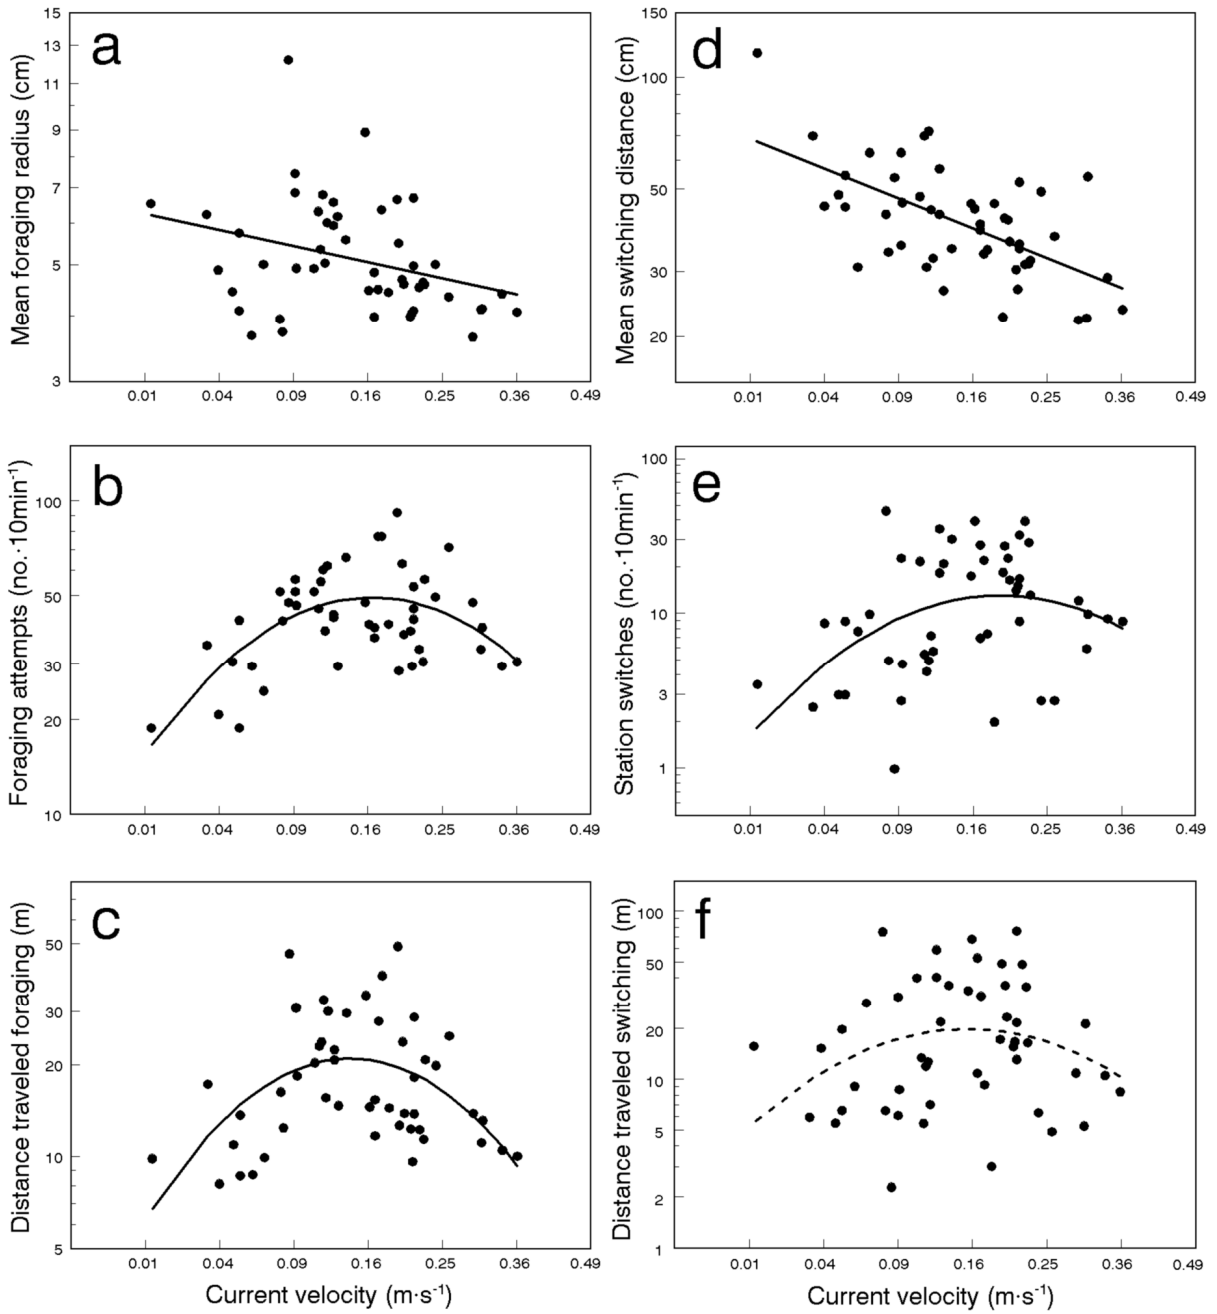 a
Mean foraging radius (cm)
15
13
11
9
7
5
3
0.01 0.04 0.09 0.16 0.25 0.36 0.49
d
Mean switching distance (cm)
150
100
50
30
20
0.01 0.04 0.09 0.16 0.25 0.36 0.49
b
Foraging attempts (no.·10min-1)
100
50
30
20
10
0.01 0.04 0.09 0.16 0.25 0.36 0.49
e
Station switches (no.·10min-1)
100
30
10
3
1
0.01 0.04 0.09 0.16 0.25 0.36 0.49
c
Distance traveled foraging (m)
50
30
20
10
5
0.01 0.04 0.09 0.16 0.25 0.36 0.49
Current velocity (m·s-1)
f
Distance traveled switching (m)
100
50
20
10
5
2
1
0.01 0.04 0.09 0.16 0.25 0.36 0.49
Current velocity (m·s-1)